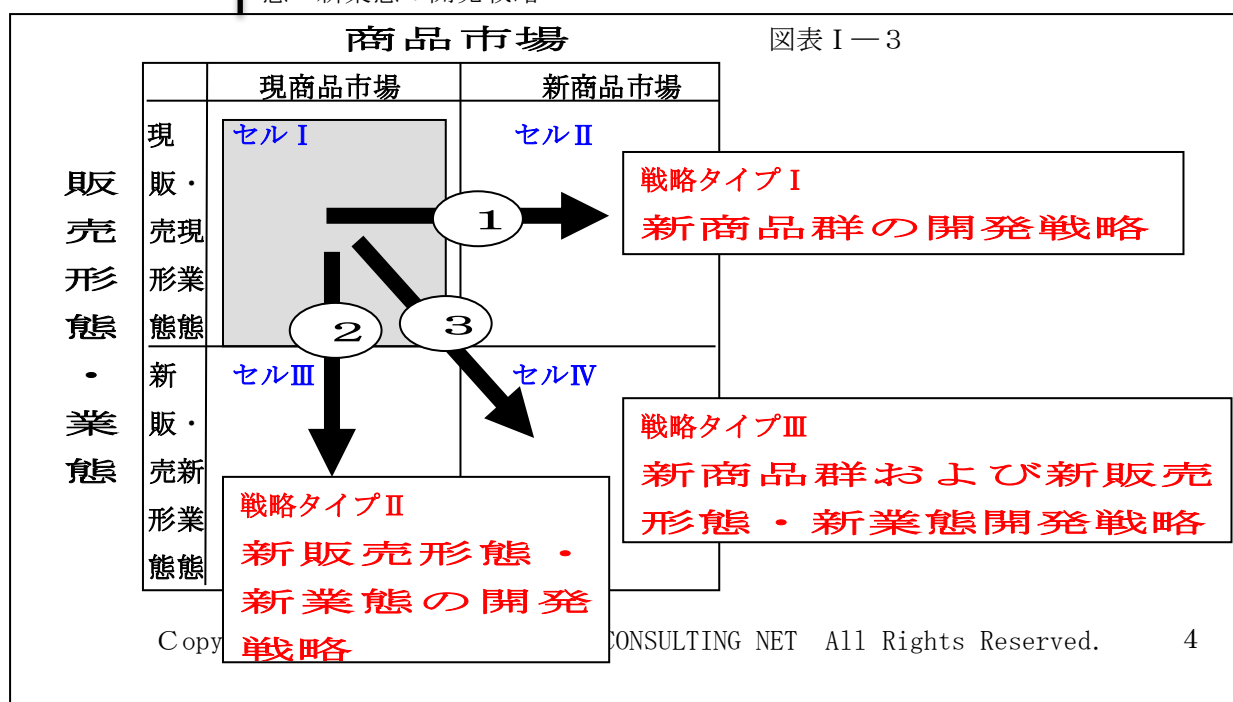 商品市場
図表Ⅰ―3
現商品市場
新商品市場
販売形態・業態
現販売形態・現業態
セルⅠ
セルⅡ
1
戦略タイプⅠ
新商品群の開発戦略
2
3
新販売形態・新業態
セルⅢ
セルⅣ
戦略タイプⅢ
新商品群および新販売
形態・新業態開発戦略
戦略タイプⅡ
新販売形態・
新業態の開発
戦略
Copy CONSULTING NET All Rights Reserved. 4